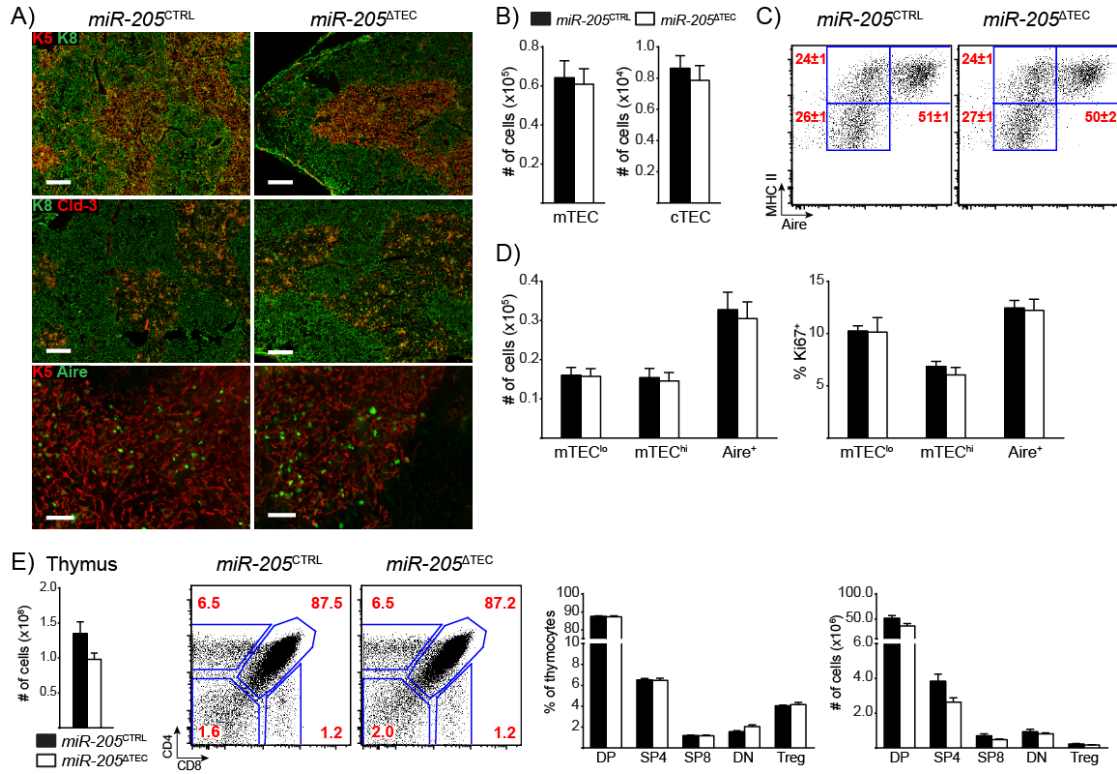 A)
miR-205CTRL
miR-205ΔTEC
K5 K8
K8 Cld-3
K5 Aire
B)
miR-205CTRL
miR-205ΔTEC
# of cells (x10⁵)
0.8
0.6
0.4
0.2
mTEC
# of cells (x10⁴)
1.0
0.8
0.6
0.4
0.2
cTEC
C)
miR-205CTRL
miR-205ΔTEC
24±1
26±1
51±1
24±1
27±1
50±2
MHC II
Aire
D)
# of cells (x10⁵)
0.4
0.3
0.2
0.1
mTEClo
mTEChi
Aire⁺
% Ki67⁺
15
10
5
mTEClo
mTEChi
Aire⁺
E)
Thymus
# of cells (x10⁸)
2.0
1.5
1.0
0.5
miR-205CTRL
miR-205ΔTEC
miR-205CTRL
miR-205ΔTEC
6.5
87.5
1.6
1.2
6.5
87.2
2.0
1.2
CD4
CD8
% of thymocytes
100
90
80
10
8
6
4
2
DP
SP4
SP8
DN
Treg
# of cells (x10⁶)
100.0
50.0
6.0
4.0
2.0
DP
SP4
SP8
DN
Treg